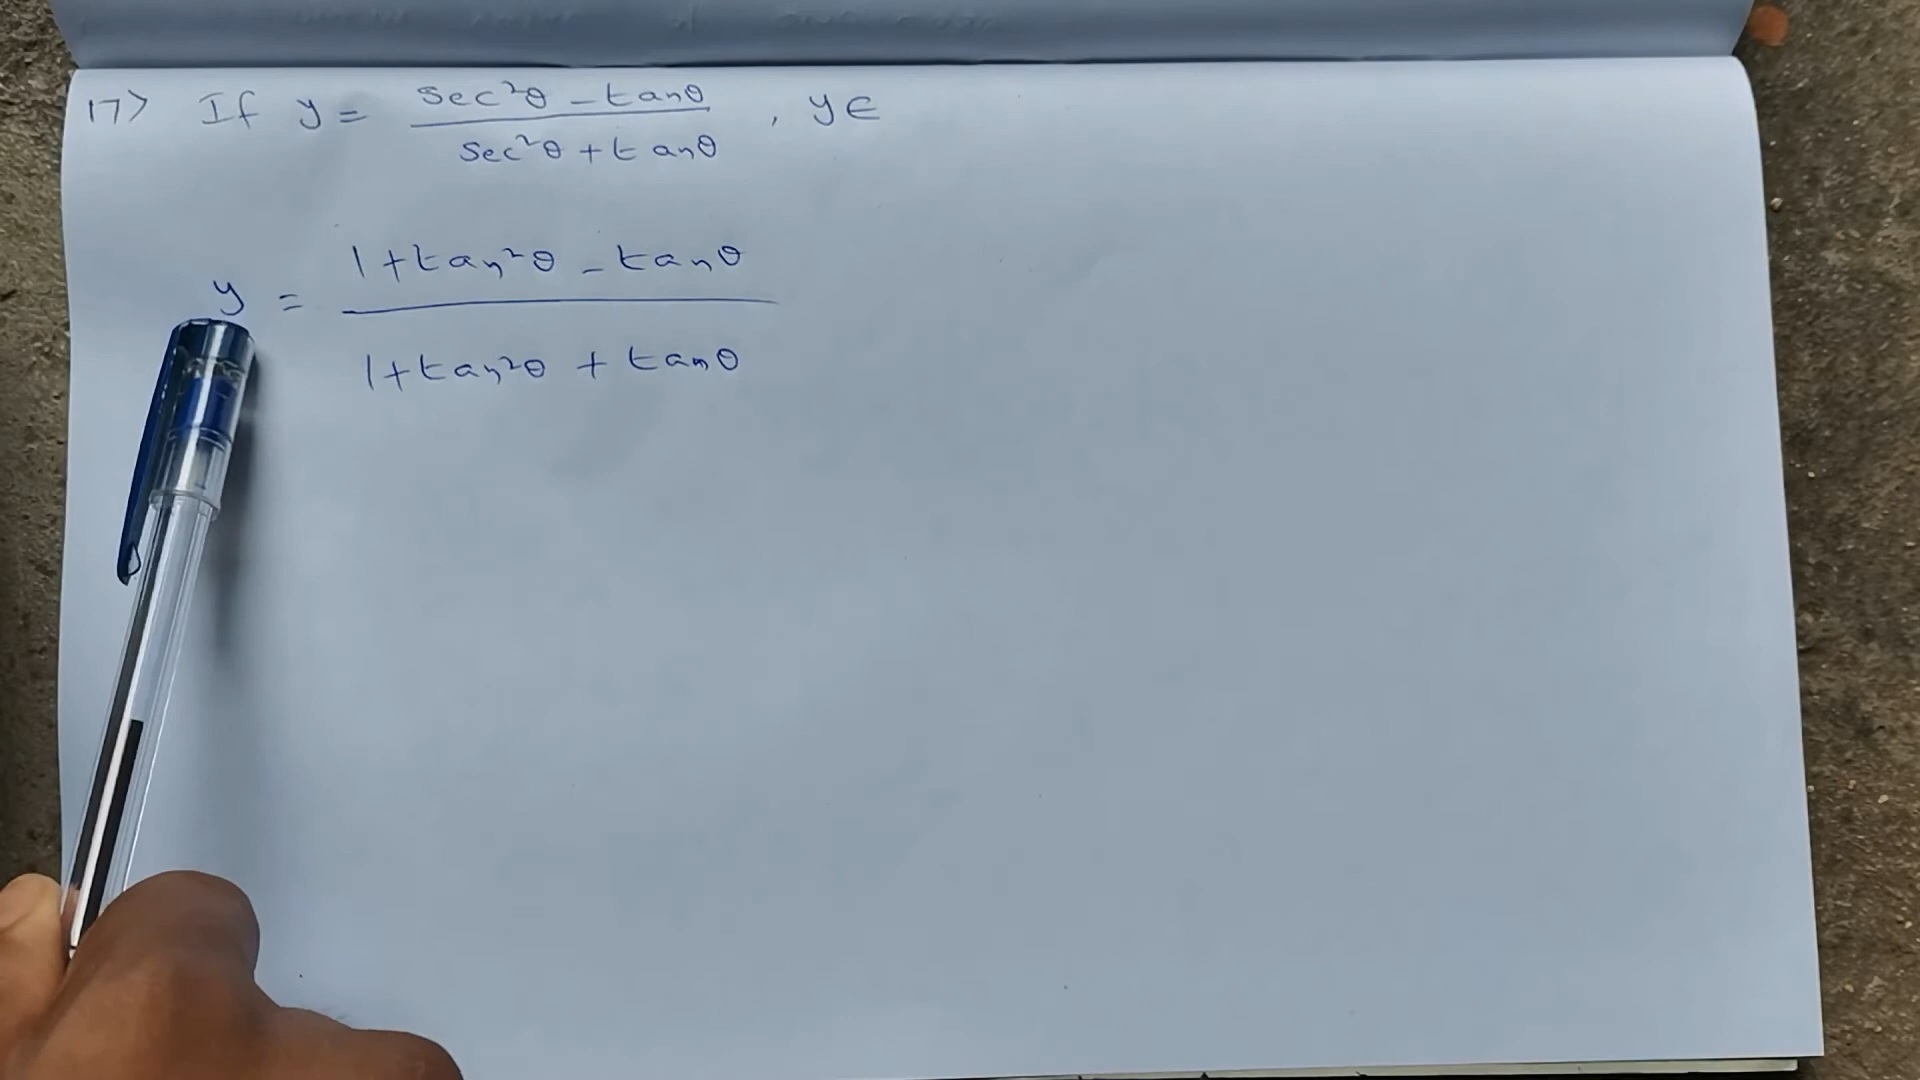 17> If y = sec²θ - tanθ / sec²θ + tanθ , y∈
y = 1+tan²θ - tanθ / 1+tan²θ + tanθ